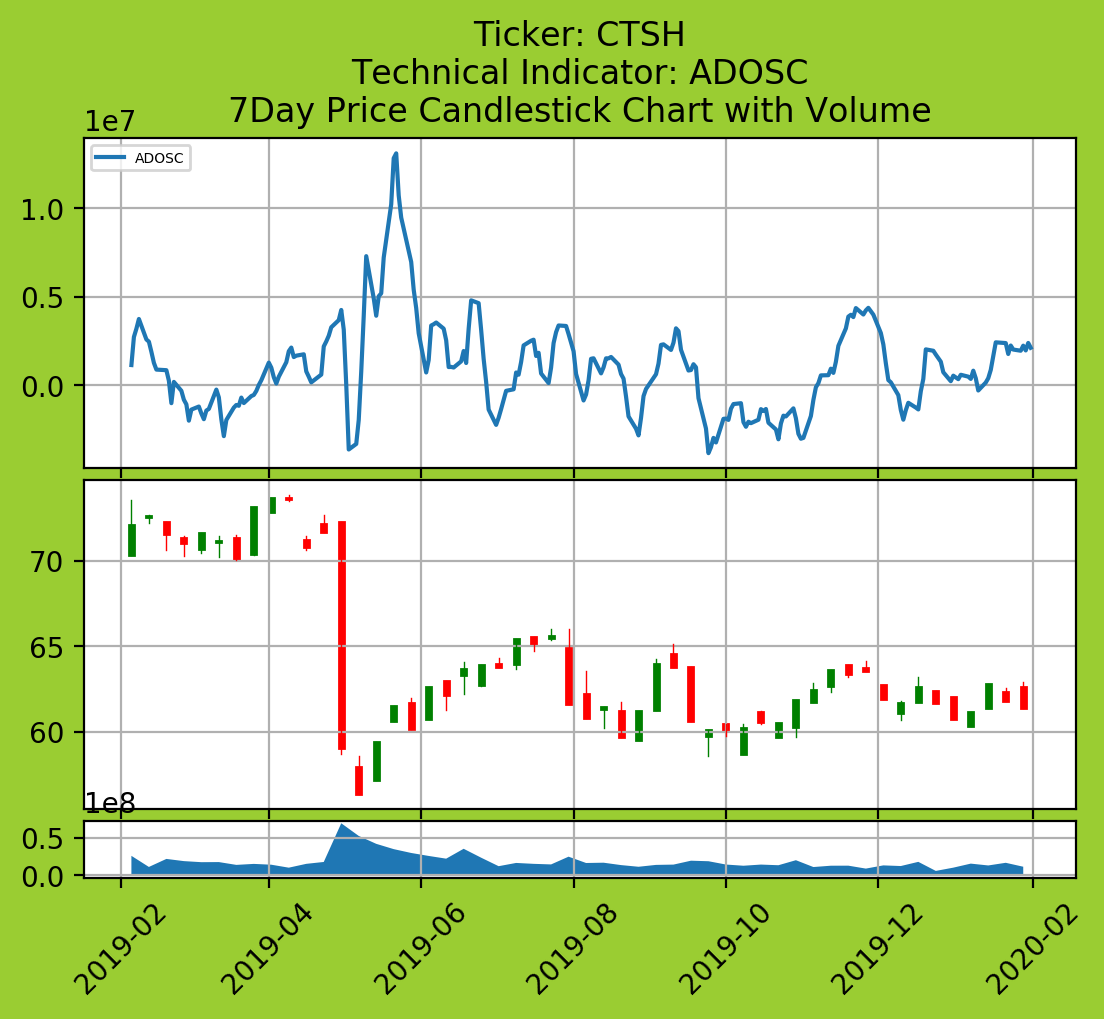 Ticker: CTSH
Technical Indicator: ADOSC
7Day Price Candlestick Chart with Volume
1e7
ADOSC
1.0
0.5
0.0
70
65
60
1e8
0.5
0.0
2019-02
2019-04
2019-06
2019-08
2019-10
2019-12
2020-02